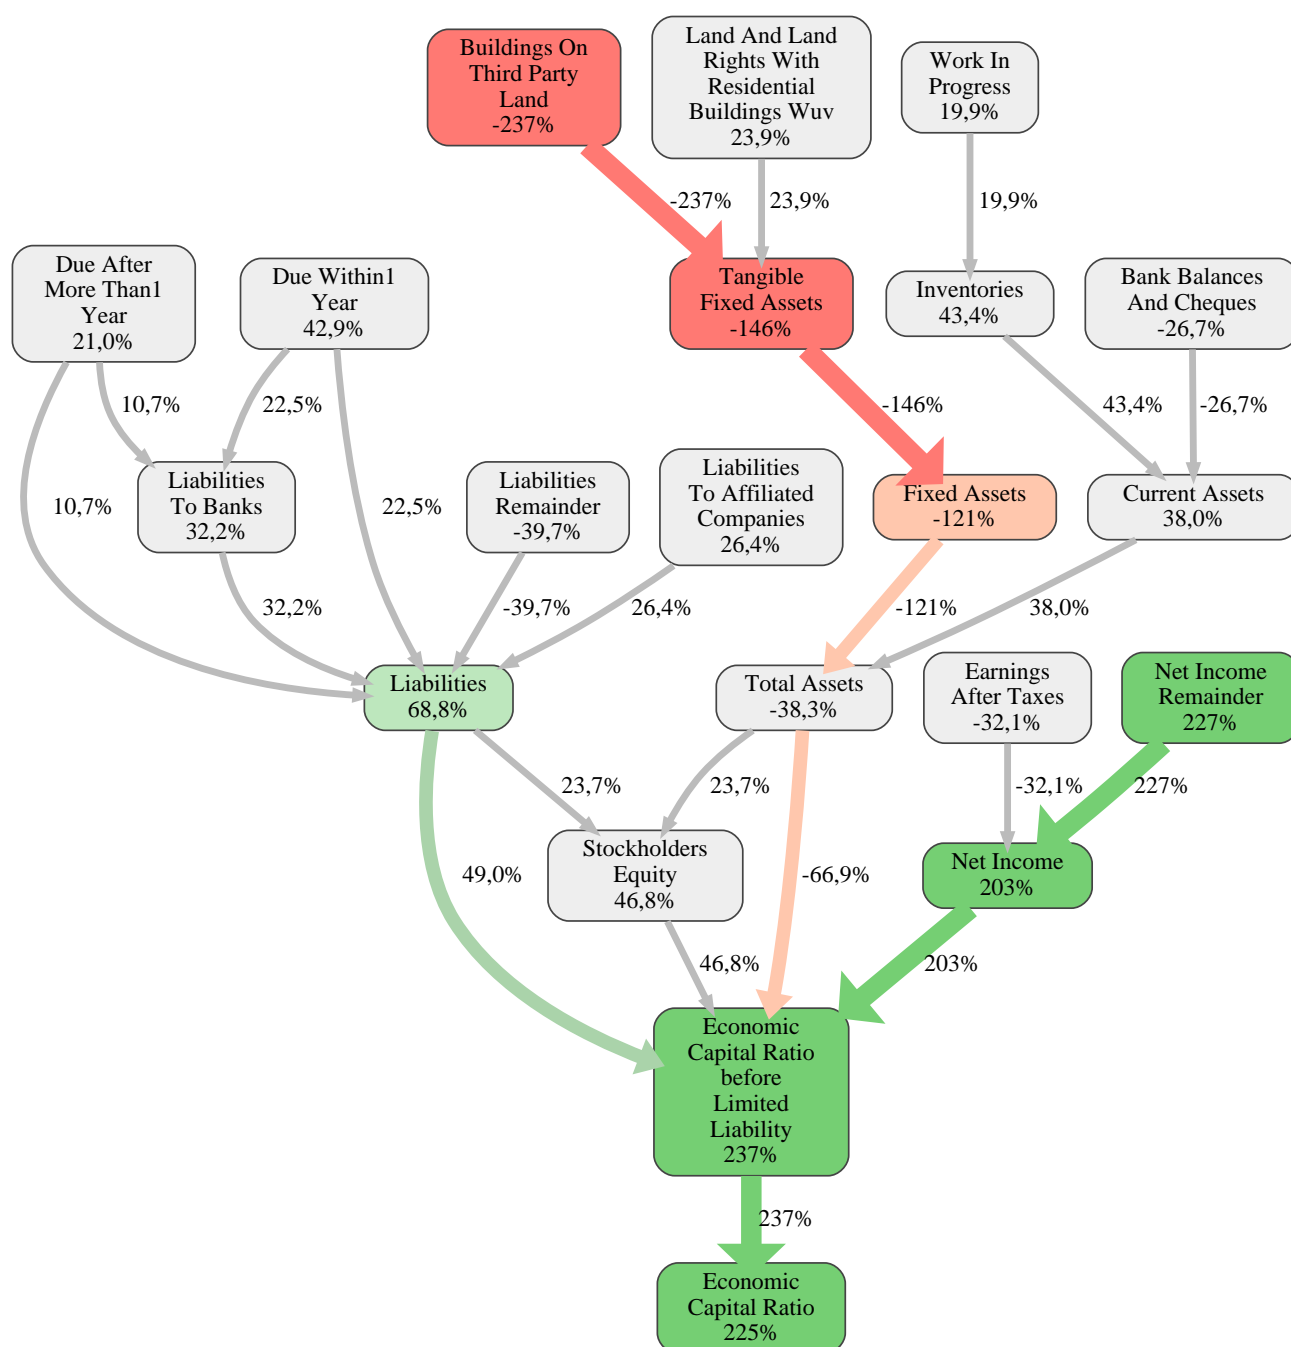 Buildings On
Third Party
Land
-237%
Land And Land
Rights With
Residential
Buildings Wuv
23,9%
Work In
Progress
19,9%
-237%
23,9%
19,9%
Due After
More Than1
Year
21,0%
Due Within1
Year
42,9%
Tangible
Fixed Assets
-146%
Inventories
43,4%
Bank Balances
And Cheques
-26,7%
10,7%
22,5%
-146%
43,4%
-26,7%
Liabilities
To Banks
32,2%
Liabilities
Remainder
-39,7%
Liabilities
To Affiliated
Companies
26,4%
Fixed Assets
-121%
Current Assets
38,0%
10,7%
22,5%
32,2%
-39,7%
26,4%
-121%
38,0%
Liabilities
68,8%
Total Assets
-38,3%
Earnings
After Taxes
-32,1%
Net Income
Remainder
227%
23,7%
23,7%
-32,1%
227%
Stockholders
Equity
46,8%
Net Income
203%
49,0%
-66,9%
46,8%
203%
Economic
Capital Ratio
before
Limited
Liability
237%
237%
Economic
Capital Ratio
225%